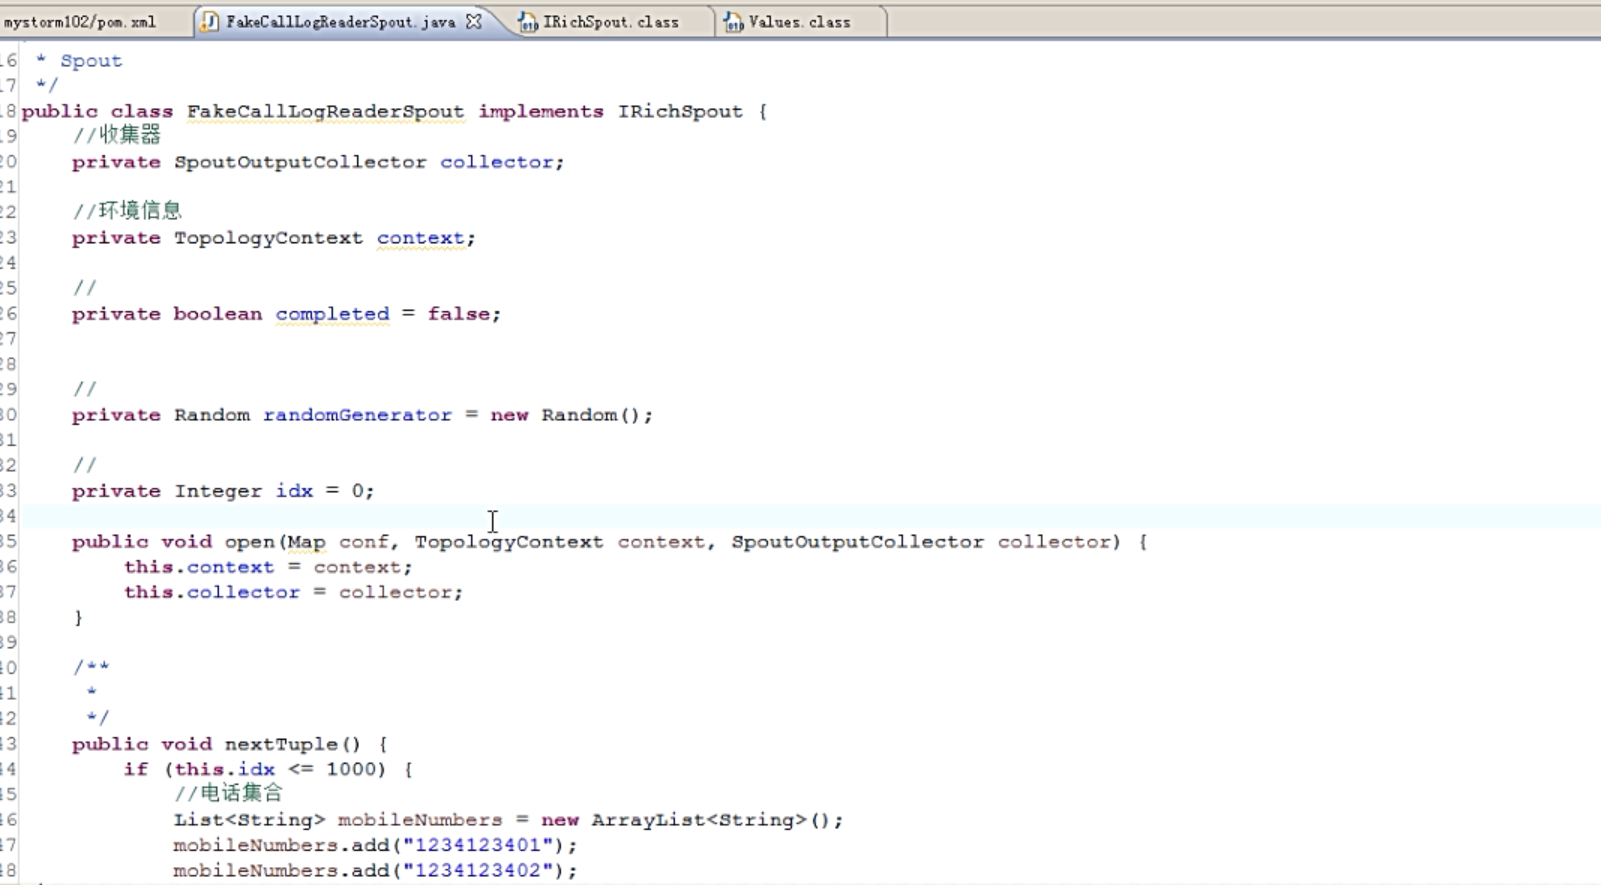 mystorm102/pom.xml FakeCallLogReaderSpout.java IRichSpout.class Values.class
16 * Spout
17 */
18 public class FakeCallLogReaderSpout implements IRichSpout {
19 //收集器
20 private SpoutOutputCollector collector;
21
22 //环境信息
23 private TopologyContext context;
24
25 //
26 private boolean completed = false;
27
28
29 //
30 private Random randomGenerator = new Random();
31
32 //
33 private Integer idx = 0;
34
35 public void open(Map conf, TopologyContext context, SpoutOutputCollector collector) {
36 this.context = context;
37 this.collector = collector;
38 }
39
40 /**
41 *
42 */
43 public void nextTuple() {
44 if (this.idx <= 1000) {
45 //电话集合
46 List<String> mobileNumbers = new ArrayList<String>();
47 mobileNumbers.add("1234123401");
48 mobileNumbers.add("1234123402");